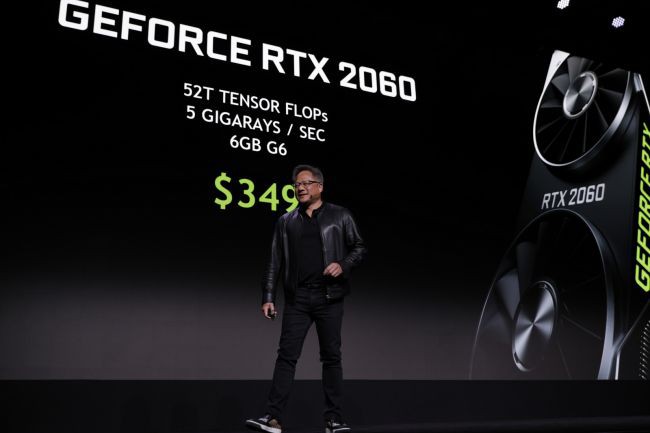 GEFORCE RTX 2060
52T TENSOR FLOPs
5 GIGARAYS / SEC
6GB G6
$349
RTX 2060
GEFORCE RTX